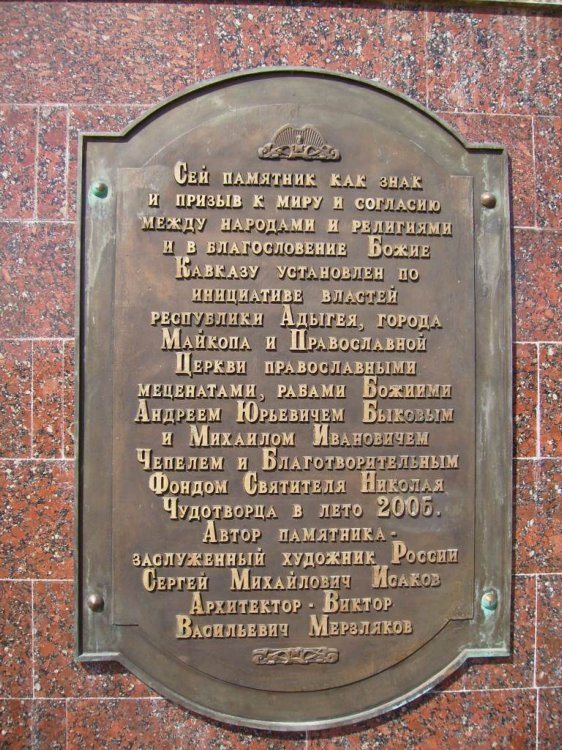 Сей памятник как знак
и призыв к миру и согласию
между народами и религиями
и в благословение Божие
Кавказу установлен по
инициативе властей
республики Адыгея, города
Майкопа и Православной
Церкви православными
меценатами, рабами Божиими
Андреем Юрьевичем Быковым
и Михаилом Ивановичем
Чепелем и Благотворительным
Фондом Святителя Николая
Чудотворца в лето 2005г.
Автор памятника-
заслуженный художник России
Сергей Михайлович Исаков
Архитектор - Виктор
Васильевич Мерзляков